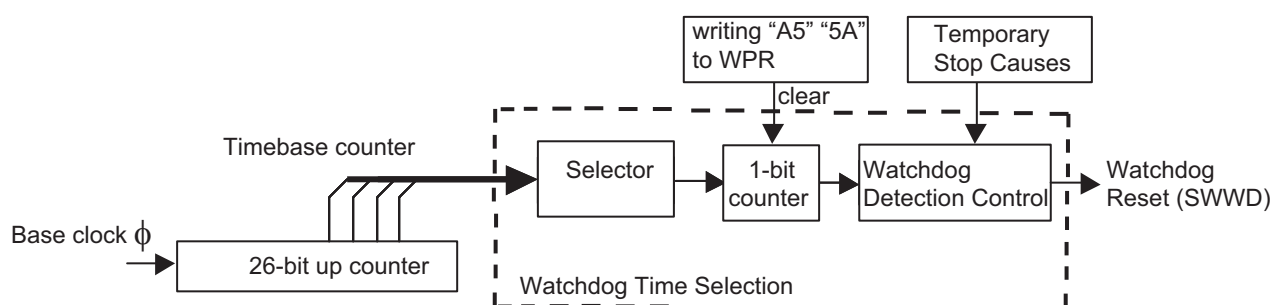 writing “A5” “5A”
to WPR
Temporary
Stop Causes
clear
Timebase counter
Selector
1-bit
counter
Watchdog
Detection Control
Watchdog
Reset (SWWD)
Base clock ϕ
26-bit up counter
Watchdog Time Selection